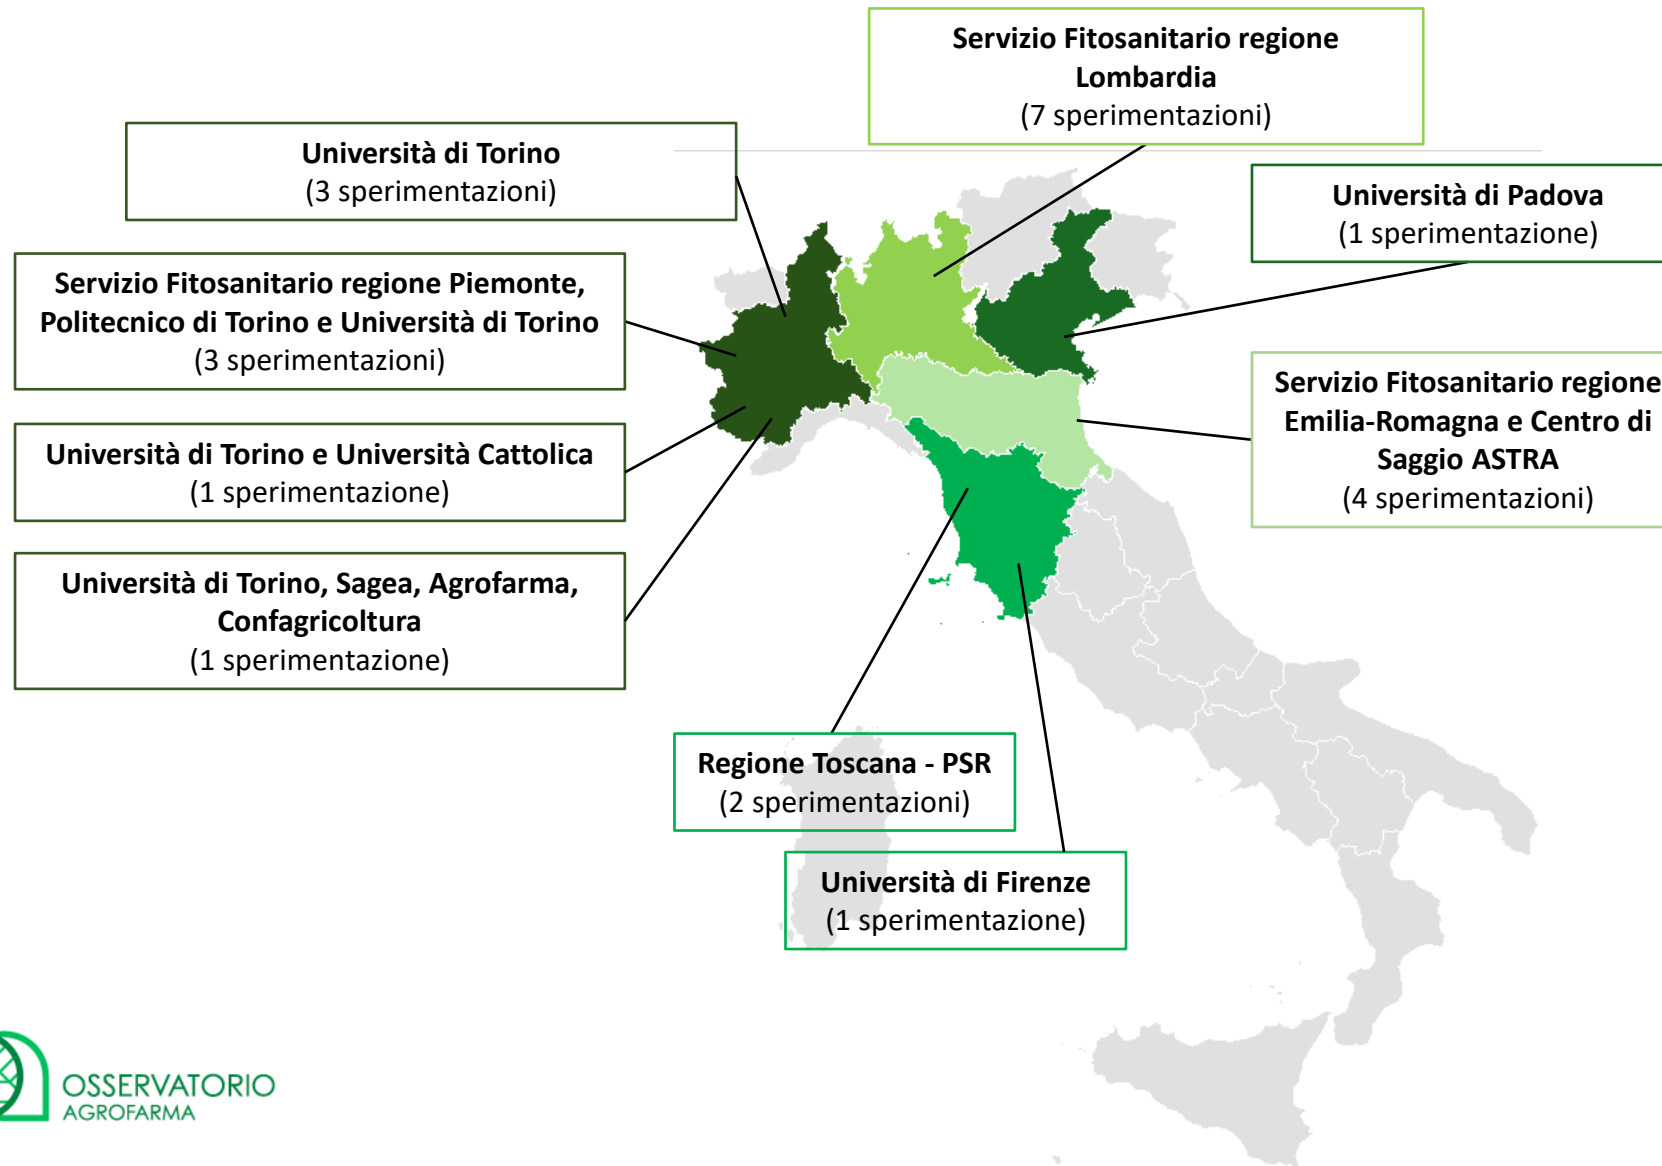 Servizio Fitosanitario regione
Lombardia
(7 sperimentazioni)
Università di Torino
(3 sperimentazioni)
Università di Padova
(1 sperimentazione)
Servizio Fitosanitario regione Piemonte,
Politecnico di Torino e Università di Torino
(3 sperimentazioni)
Servizio Fitosanitario regione
Emilia-Romagna e Centro di
Saggio ASTRA
(4 sperimentazioni)
Università di Torino e Università Cattolica
(1 sperimentazione)
Università di Torino, Sagea, Agrofarma,
Confagricoltura
(1 sperimentazione)
Regione Toscana - PSR
(2 sperimentazioni)
Università di Firenze
(1 sperimentazione)
OSSERVATORIO
AGROFARMA